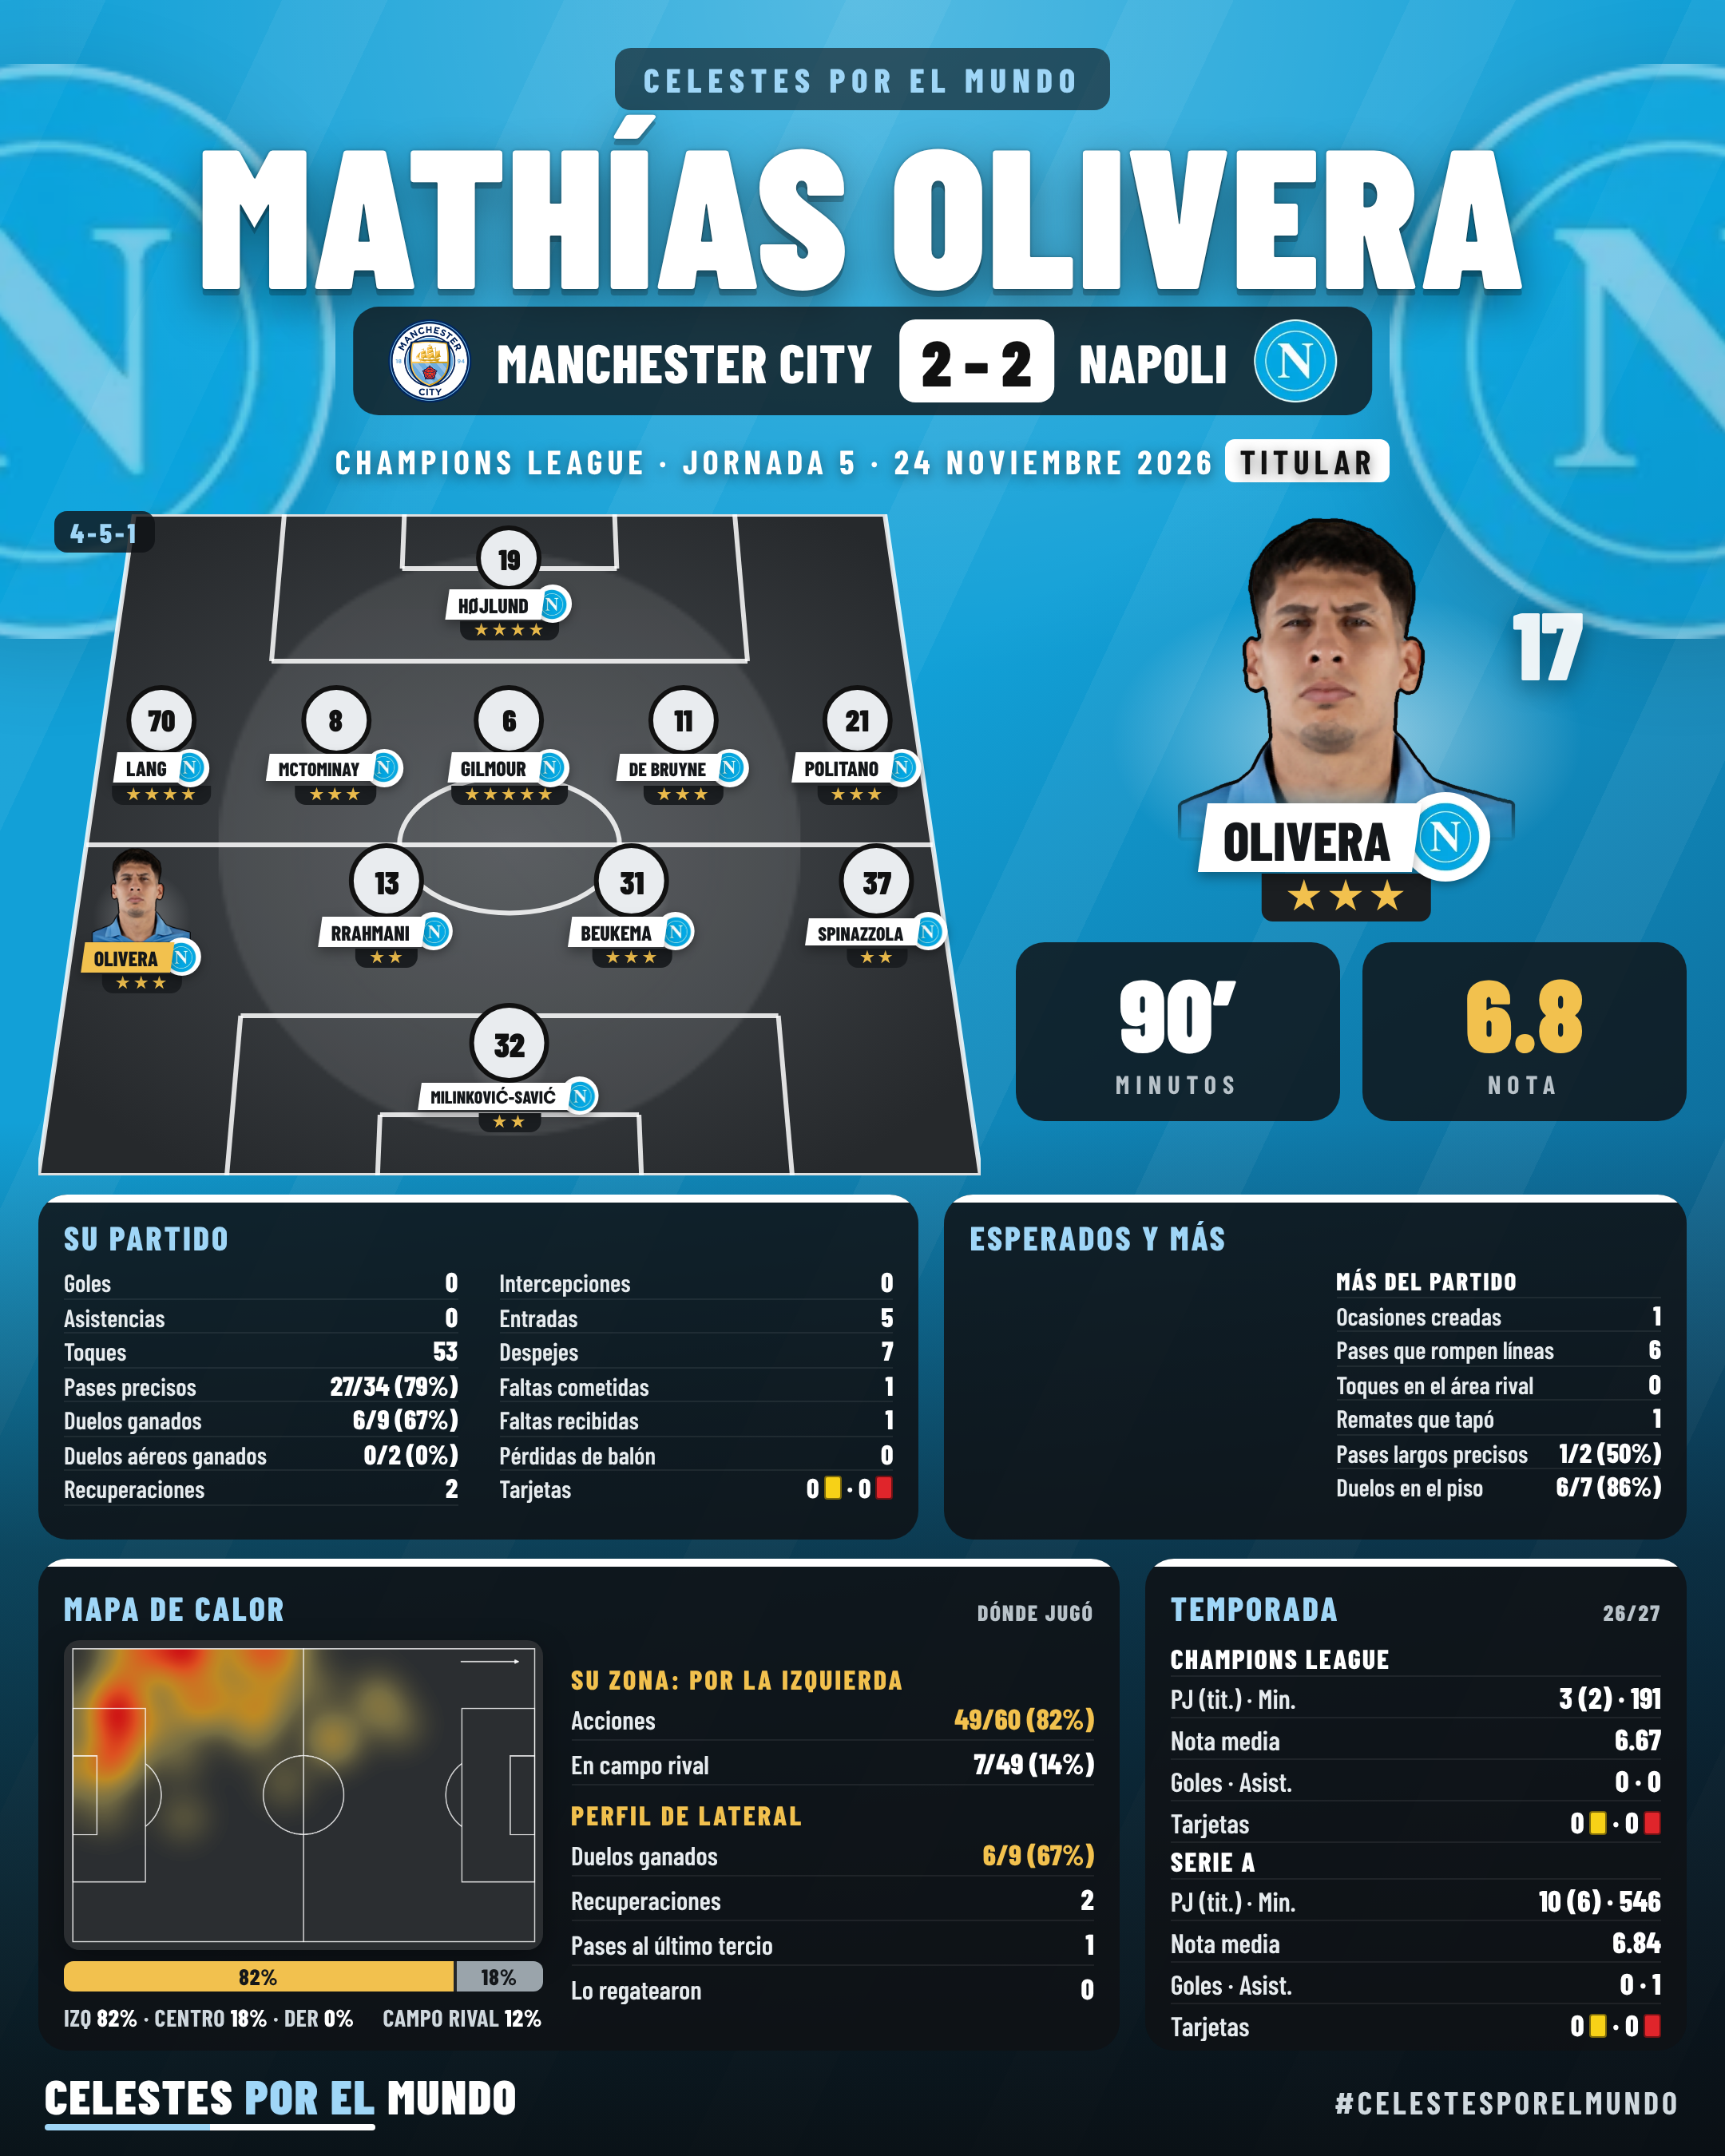 CELESTES POR EL MUNDO
MATHÍAS OLIVERA
MANCHESTER CITY 2 - 2 NAPOLI
MANCHESTER
18 94
CITY
N
N
N
CHAMPIONS LEAGUE · JORNADA 5 · 24 NOVIEMBRE 2026 TITULAR
4-5-1
19
HØJLUND N
★★★★
70 8 6 11 21
LANG N MCTOMINAY N GILMOUR N DE BRUYNE N POLITANO N
★★★★ ★★★ ★★★★★ ★★★ ★★★
13 31 37
RRAHMANI N BEUKEMA N SPINAZZOLA N
★★ ★★★ ★★
OLIVERA N
★★★
32
MILINKOVIĆ-SAVIĆ N
★★
17
OLIVERA N
★★★
90' 6.8
MINUTOS NOTA
SU PARTIDO
Goles 0
Asistencias 0
Toques 53
Pases precisos 27/34 (79%)
Duelos ganados 6/9 (67%)
Duelos aéreos ganados 0/2 (0%)
Recuperaciones 2
Intercepciones 0
Entradas 5
Despejes 7
Faltas cometidas 1
Faltas recibidas 1
Pérdidas de balón 0
Tarjetas 0 · 0
ESPERADOS Y MÁS
MÁS DEL PARTIDO
Ocasiones creadas 1
Pases que rompen líneas 6
Toques en el área rival 0
Remates que tapó 1
Pases largos precisos 1/2 (50%)
Duelos en el piso 6/7 (86%)
MAPA DE CALOR DÓNDE JUGÓ
82% 18%
IZQ 82% · CENTRO 18% · DER 0% CAMPO RIVAL 12%
SU ZONA: POR LA IZQUIERDA
Acciones 49/60 (82%)
En campo rival 7/49 (14%)
PERFIL DE LATERAL
Duelos ganados 6/9 (67%)
Recuperaciones 2
Pases al último tercio 1
Lo regatearon 0
TEMPORADA 26/27
CHAMPIONS LEAGUE
PJ (tit.) · Min. 3 (2) · 191
Nota media 6.67
Goles · Asist. 0 · 0
Tarjetas 0 · 0
SERIE A
PJ (tit.) · Min. 10 (6) · 546
Nota media 6.84
Goles · Asist. 0 · 1
Tarjetas 0 · 0
CELESTES POR EL MUNDO
#CELESTESPORELMUNDO